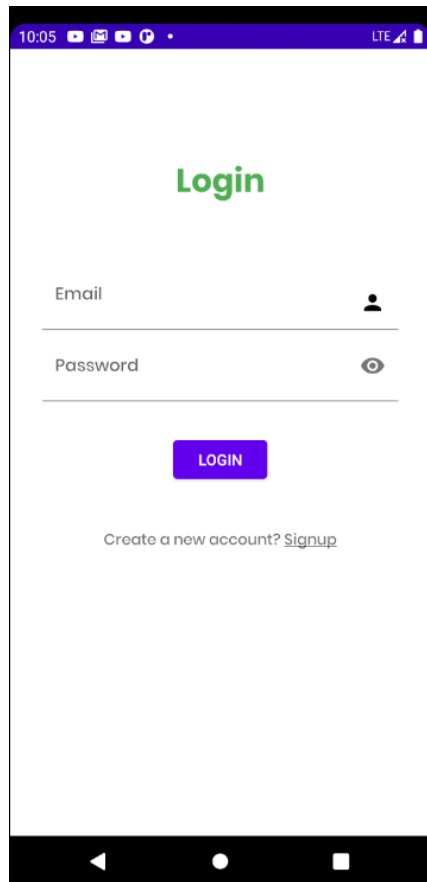 10:05 LTE
Login
Email
Password
LOGIN
Create a new account? Signup